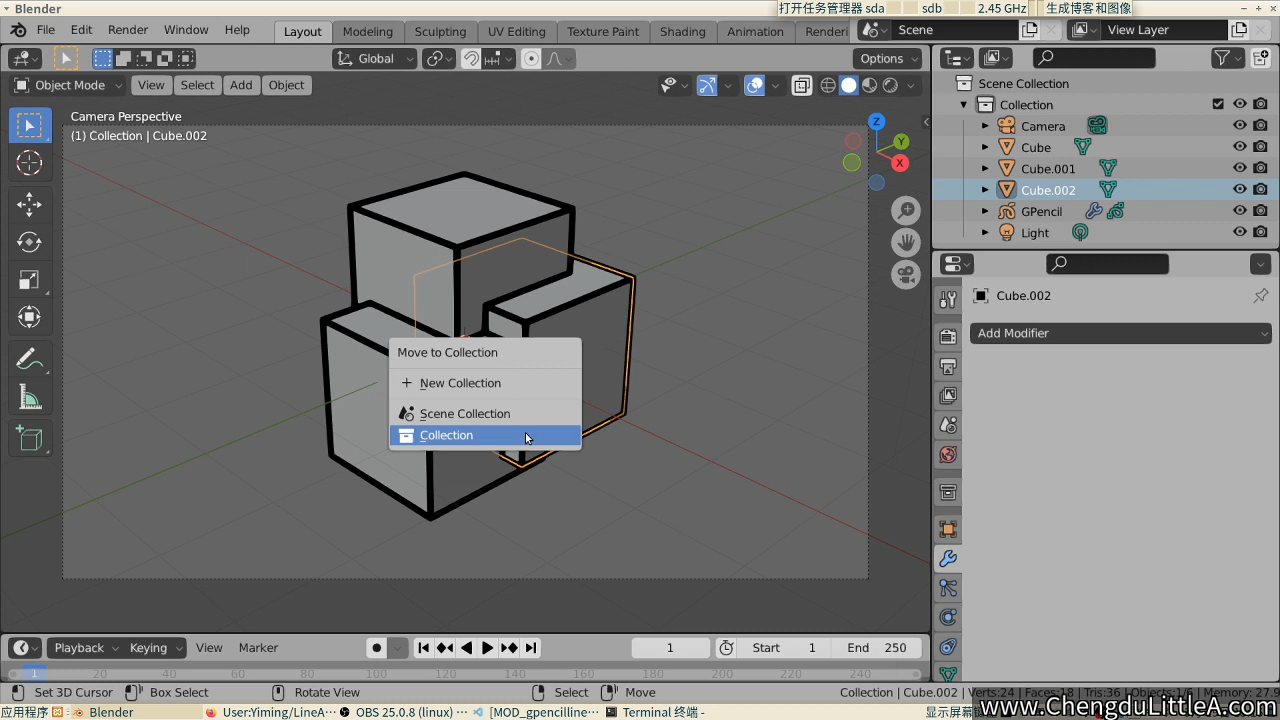 Blender
打开任务管理器 sda sdb 2.45 GHz 生成博客和图像
File Edit Render Window Help Layout Modeling Sculpting UV Editing Texture Paint Shading Animation Renderi Scene View Layer
Global Options
Object Mode View Select Add Object
Camera Perspective
(1) Collection | Cube.002
Z
Y
X
Scene Collection
Collection
Camera
Cube
Cube.001
Cube.002
GPencil
Light
Cube.002
Add Modifier
Move to Collection
New Collection
Scene Collection
Collection
Playback Keying View Marker 1 Start 1 End 250
1 20 40 60 80 100 120 140 160 180 200 220 240
Set 3D Cursor Box Select Rotate View Select Move Collection | Cube.002 | Verts:24 | Faces:18 | Tris:36 | Objects:1/6 | Memory: 27.9
应用程序 Blender User:Yiming/LineA… OBS 25.0.8 (linux) -… [MOD_gpencilline… Terminal 终端 - 显示屏幕
www.ChengduLittleA.com